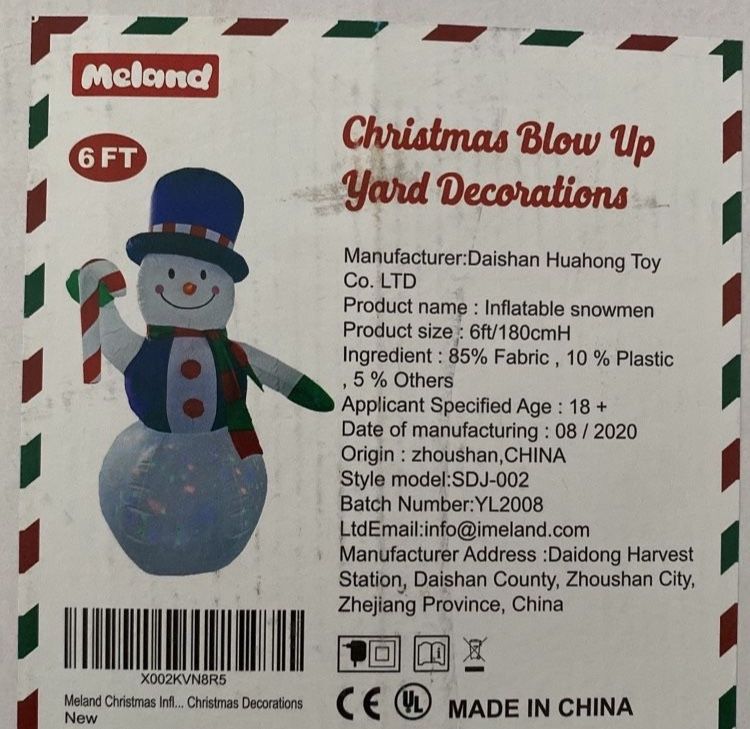 Meland
6 FT
Christmas Blow Up
Yard Decorations
Manufacturer:Daishan Huahong Toy
Co. LTD
Product name : Inflatable snowmen
Product size : 6ft/180cmH
Ingredient : 85% Fabric , 10 % Plastic
, 5 % Others
Applicant Specified Age : 18 +
Date of manufacturing : 08 / 2020
Origin : zhoushan,CHINA
Style model:SDJ-002
Batch Number:YL2008
LtdEmail:info@imeland.com
Manufacturer Address :Daidong Harvest
Station, Daishan County, Zhoushan City,
Zhejiang Province, China
X002KVN8R5
Meland Christmas Infl... Christmas Decorations
New
CE UL MADE IN CHINA